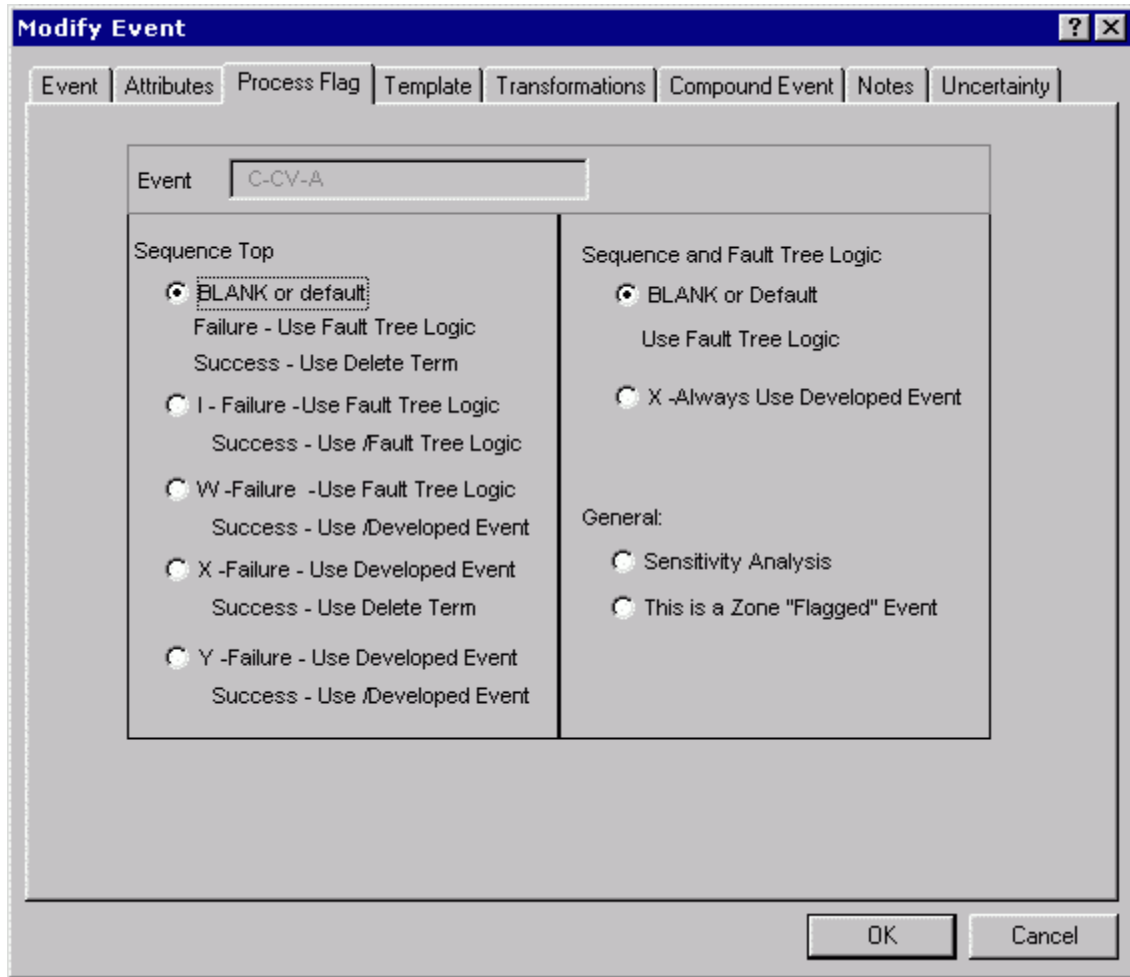 Modify Event
Event Attributes Process Flag Template Transformations Compound Event Notes Uncertainty
Event C-CV-A
Sequence Top
BLANK or default
Failure - Use Fault Tree Logic
Success - Use Delete Term
I - Failure -Use Fault Tree Logic
Success - Use /Fault Tree Logic
W -Failure -Use Fault Tree Logic
Success - Use /Developed Event
X -Failure - Use Developed Event
Success - Use Delete Term
Y -Failure - Use Developed Event
Success - Use /Developed Event
Sequence and Fault Tree Logic
BLANK or Default
Use Fault Tree Logic
X -Always Use Developed Event
General:
Sensitivity Analysis
This is a Zone "Flagged" Event
OK Cancel